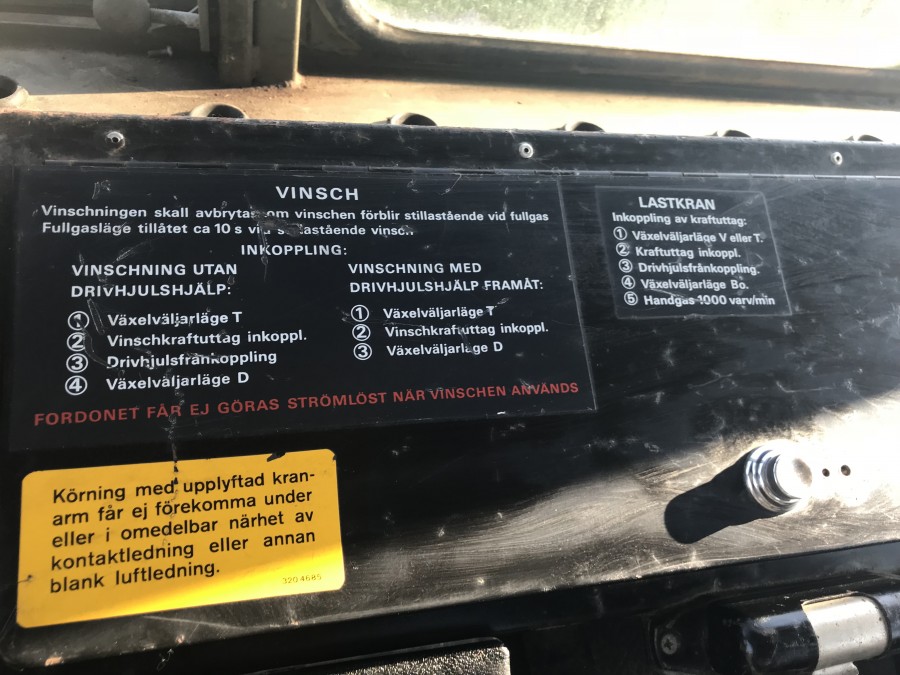 VINSCH
Vinschningen skall avbrytas om vinschen förblir stillastående vid fullgas
Fullgasläge tillåtet ca 10 s vid stillastående vinsch
INKOPPLING:
VINSCHNING UTAN
DRIVHJULSHJÄLP:
1 Växelväljarläge T
2 Vinschkraftuttag inkoppl.
3 Drivhjulsfrånkoppling
4 Växelväljarläge D
VINSCHNING MED
DRIVHJULSHJÄLP FRAMÅT:
1 Växelväljarläge T
2 Vinschkraftuttag inkoppl.
3 Växelväljarläge D
FORDONET FÅR EJ GÖRAS STRÖMLÖST NÄR VINSCHEN ANVÄNDS
LASTKRAN
Inkoppling av kraftuttag:
1 Växelväljarläge V eller T.
2 Kraftuttag inkoppl.
3 Drivhjulsfrånkoppling.
4 Växelväljarläge Bo.
5 Handgas 1000 varv/min
Körning med upplyftad kran-
arm får ej förekomma under
eller i omedelbar närhet av
kontaktledning eller annan
blank luftledning.
320 4685